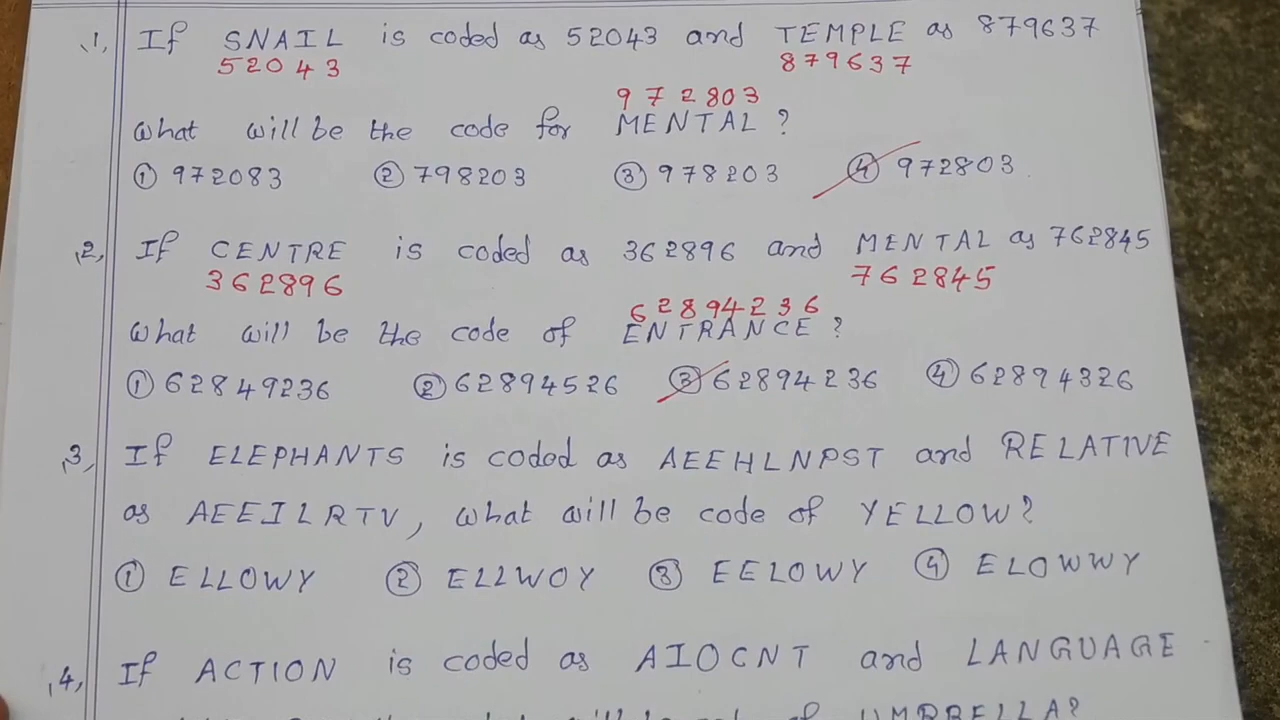 ,1, If SNAIL is coded as 52043 and TEMPLE as 879637
52043 879637
972803
What will be the code for MENTAL ?
① 972083 ② 798203 ③ 978203 ④ 972803
,2, If CENTRE is coded as 362896 and MENTAL as 762845
362896 762845
62894236
What will be the code of ENTRANCE ?
① 62849236 ② 62894526 ③ 62894236 ④ 62894326
,3, If ELEPHANTS is coded as AEEHLNPST and RELATIVE
as AEEILRTV, what will be code of YELLOW?
① ELLOWY ② ELLWOY ③ EELOWY ④ ELOWWY
,4, If ACTION is coded as AIOCNT and LANGUAGE
will be of UMBRELLA?